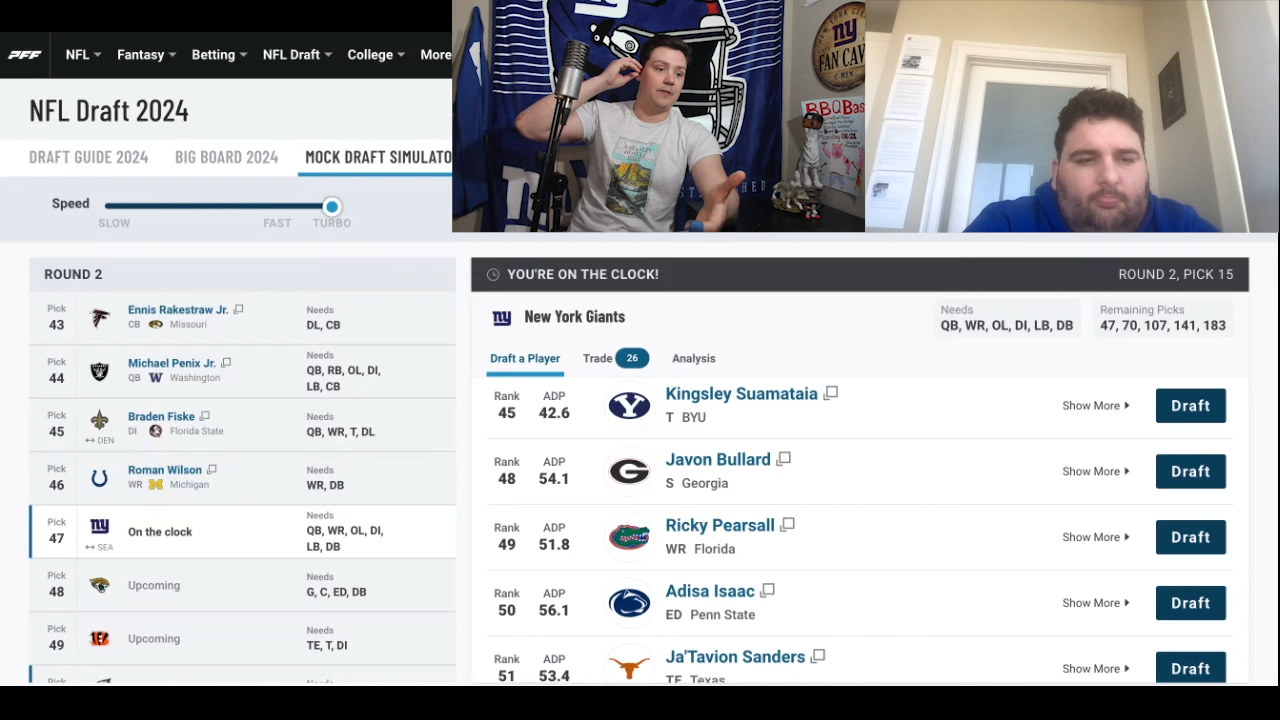 PFF
NFL
Fantasy
Betting
NFL Draft
College
More
NFL Draft 2024
DRAFT GUIDE 2024
BIG BOARD 2024
MOCK DRAFT SIMULATO
Speed
SLOW
FAST
TURBO
ny
FAN CAV
BBQBas
ROUND 2
Pick
43
Ennis Rakestraw Jr.
CB
Missouri
Needs
DL, CB
Pick
44
Michael Penix Jr.
QB
W
Washington
Needs
QB, RB, OL, DI,
LB, CB
Pick
45
↔ DEN
Braden Fiske
DI
Florida State
Needs
QB, WR, T, DL
Pick
46
Roman Wilson
WR
M
Michigan
Needs
WR, DB
Pick
47
ny
↔ SEA
On the clock
Needs
QB, WR, OL, DI,
LB, DB
Pick
48
Upcoming
Needs
G, C, ED, DB
Pick
49
Upcoming
Needs
TE, T, DI
YOU'RE ON THE CLOCK!
ROUND 2, PICK 15
ny
New York Giants
Needs
QB, WR, OL, DI, LB, DB
Remaining Picks
47, 70, 107, 141, 183
Draft a Player
Trade 26
Analysis
Rank
45
ADP
42.6
Y
Kingsley Suamataia
T BYU
Show More
Draft
Rank
48
ADP
54.1
G
Javon Bullard
S Georgia
Show More
Draft
Rank
49
ADP
51.8
Ricky Pearsall
WR Florida
Show More
Draft
Rank
50
ADP
56.1
Adisa Isaac
ED Penn State
Show More
Draft
Rank
51
ADP
53.4
Ja'Tavion Sanders
TE Texas
Show More
Draft